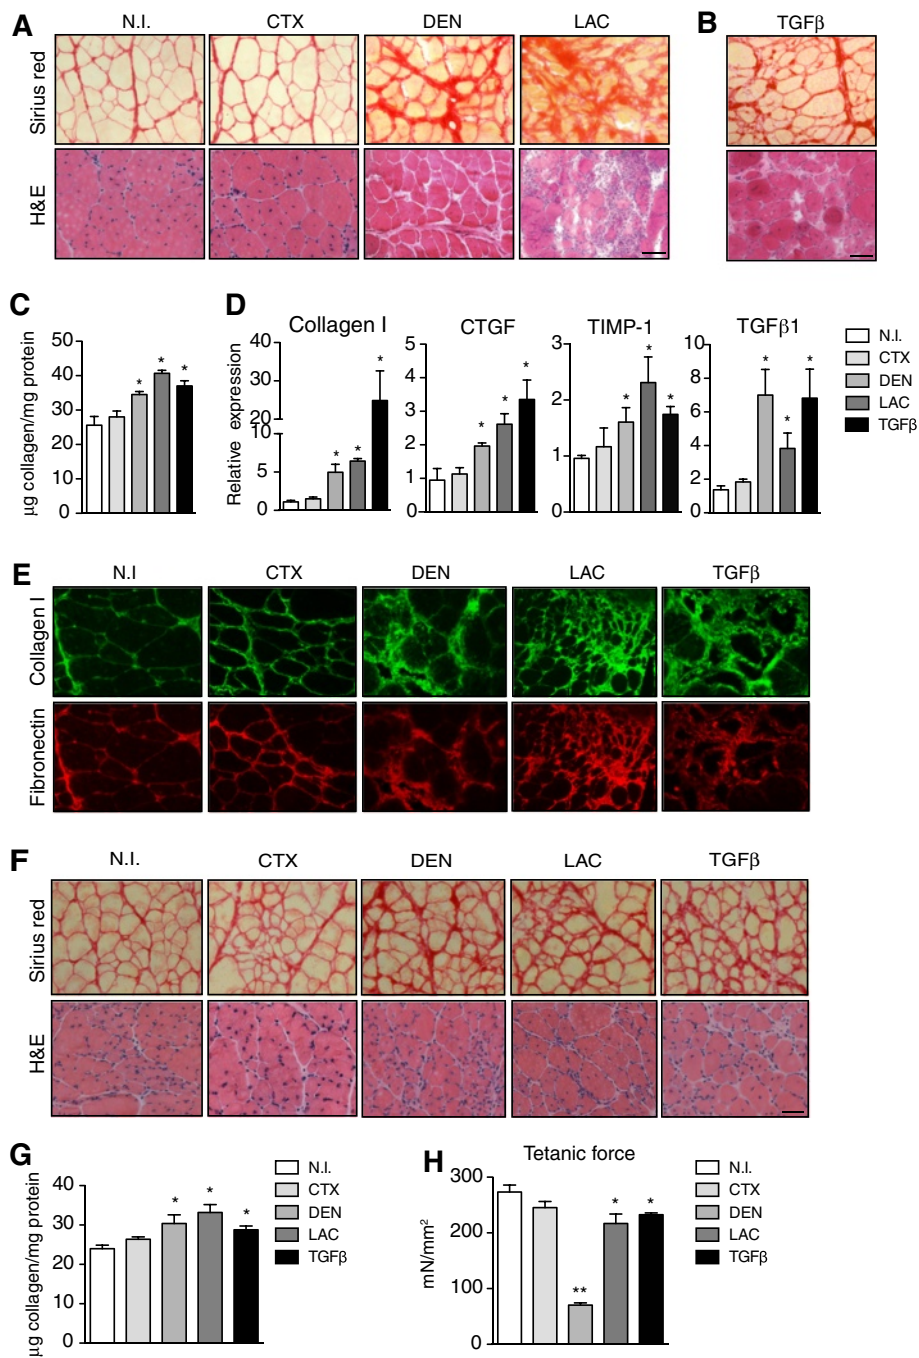 A
N.I.
CTX
DEN
LAC
B
TGFβ
Sirius red
H&E
C
50
40
30
20
10
0
µg collagen/mg protein
* * *
D
Relative expression
Collagen I
40
30
20
10
5
0
* * *
CTGF
5
4
3
2
1
0
* * *
TIMP-1
3
2
1
0
* * *
TGFβ1
10
8
6
4
2
0
* * *
N.I.
CTX
DEN
LAC
TGFβ
E
N.I
CTX
DEN
LAC
TGFβ
Collagen I
Fibronectin
F
N.I.
CTX
DEN
LAC
TGFβ
Sirius red
H&E
G
µg collagen/mg protein
40
30
20
10
0
* * *
N.I.
CTX
DEN
LAC
TGFβ
H
Tetanic force
mN/mm²
300
200
100
0
** * *
N.I.
CTX
DEN
LAC
TGFβ